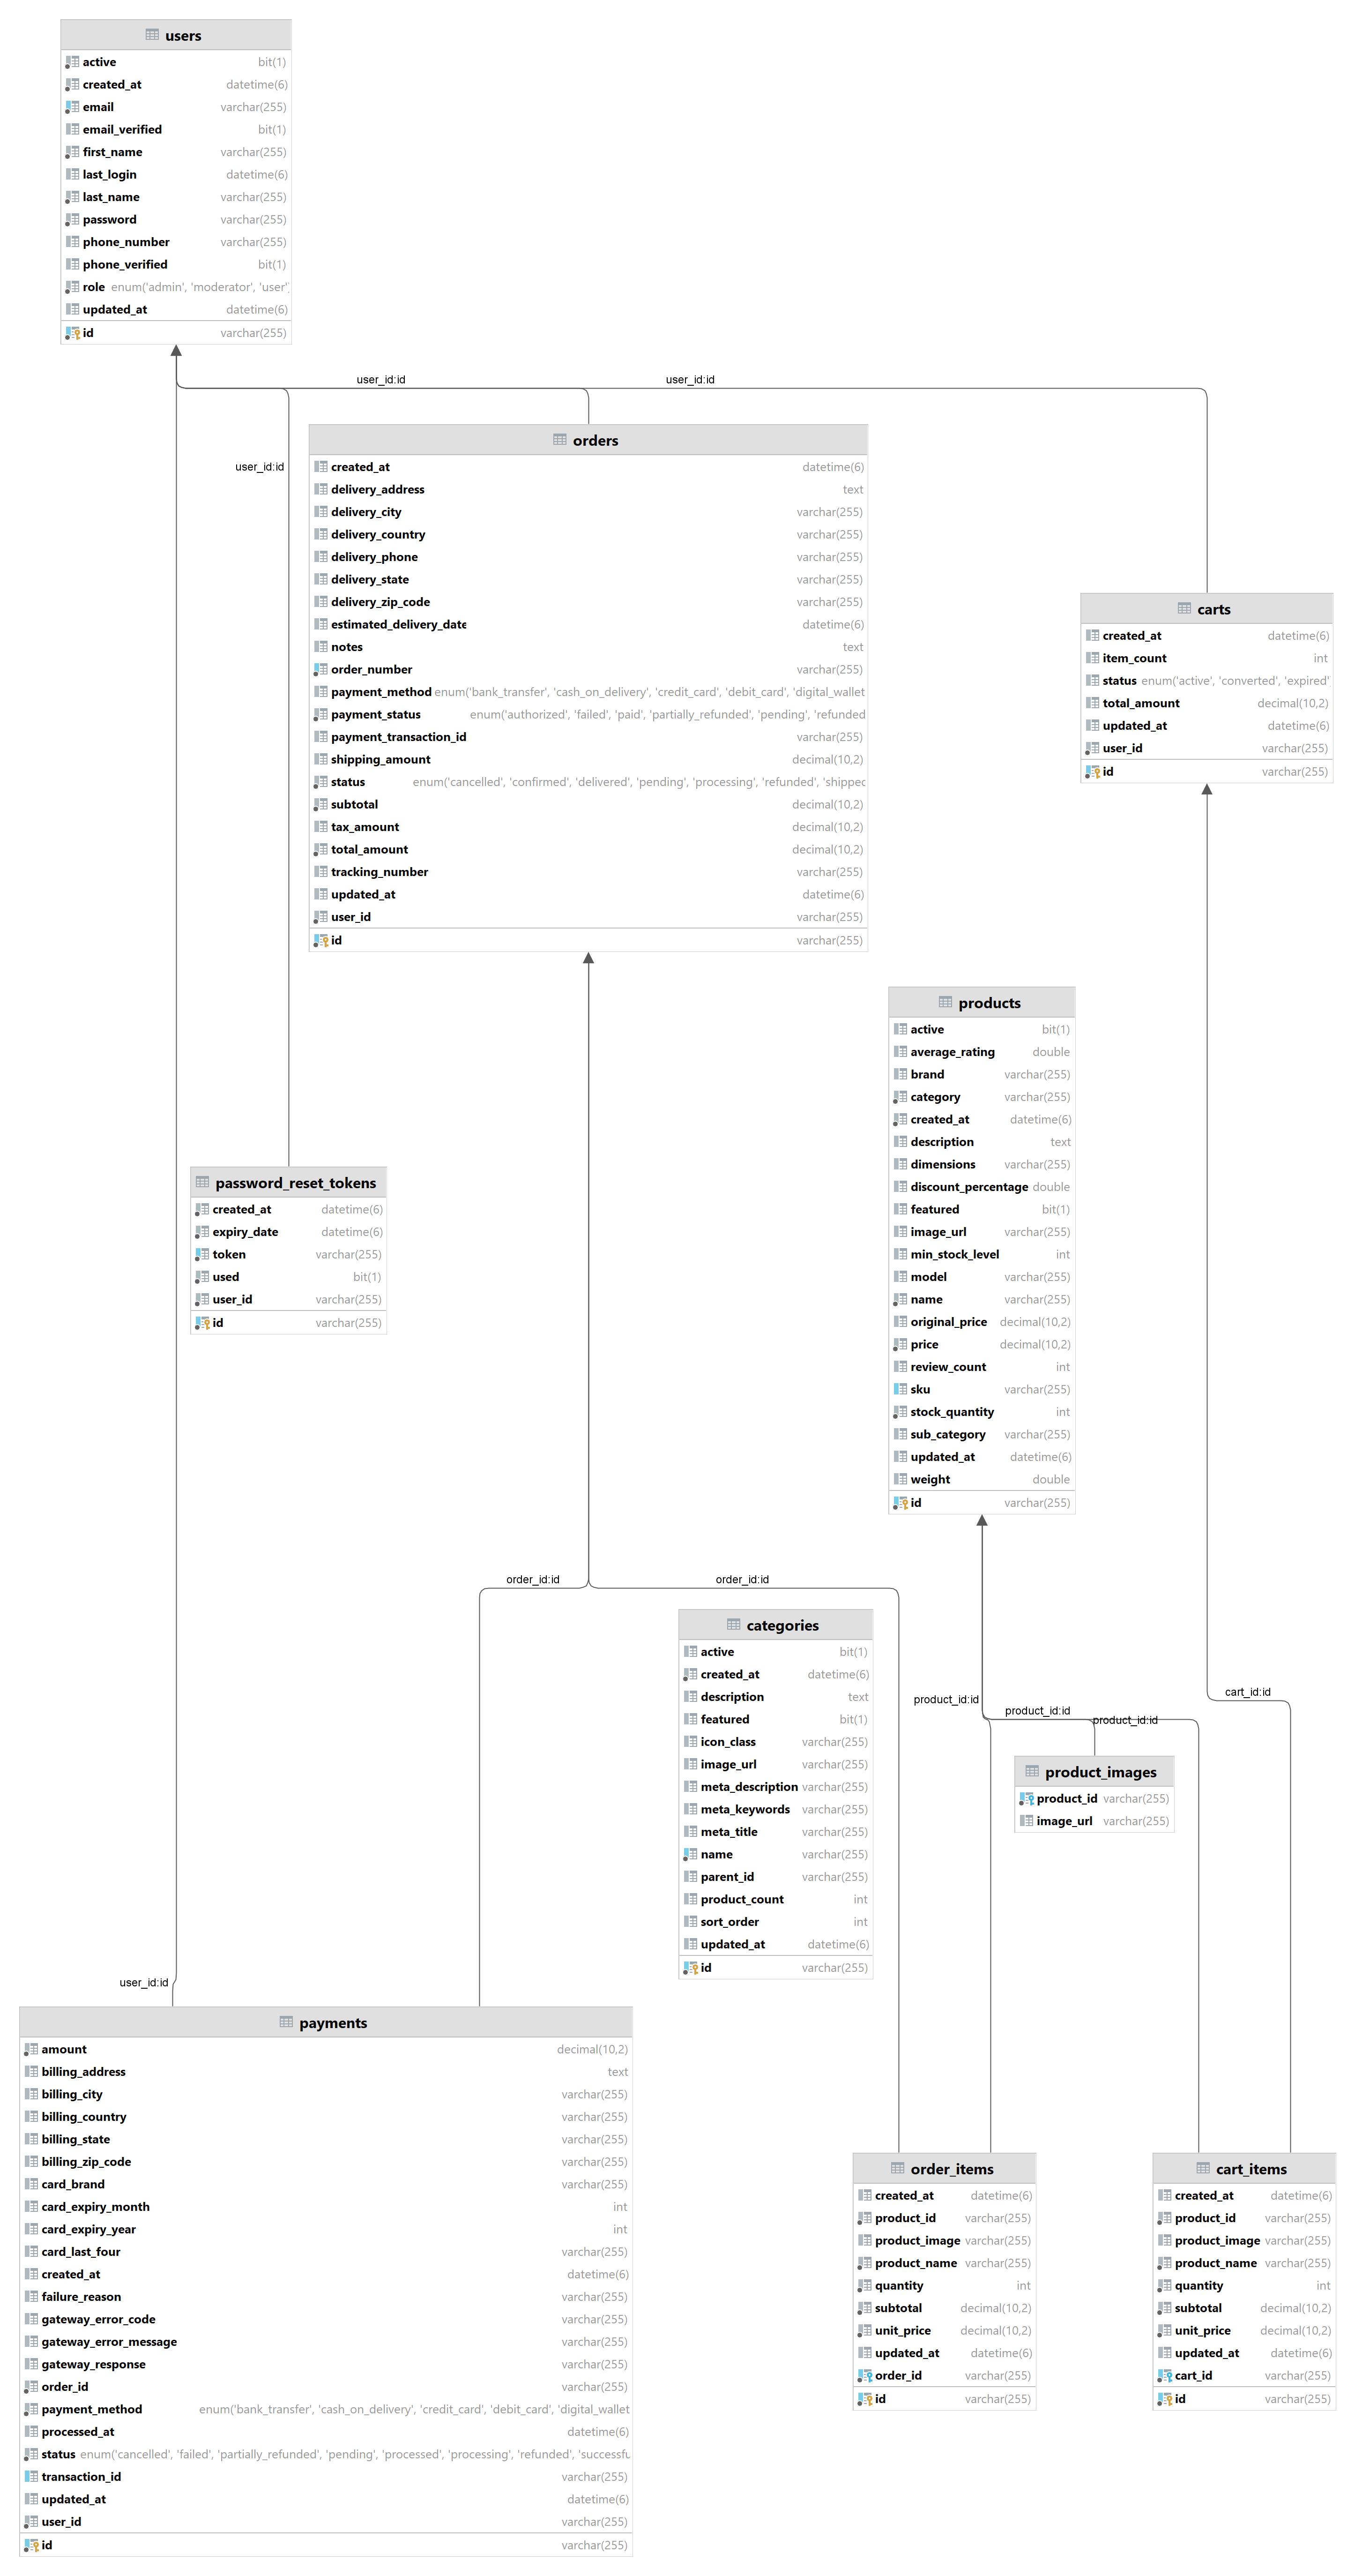 users
active bit(1)
created_at datetime(6)
email varchar(255)
email_verified bit(1)
first_name varchar(255)
last_login datetime(6)
last_name varchar(255)
password varchar(255)
phone_number varchar(255)
phone_verified bit(1)
role enum('admin', 'moderator', 'user'
updated_at datetime(6)
id varchar(255)
user_id:id
user_id:id
user_id:id
orders
created_at datetime(6)
delivery_address text
delivery_city varchar(255)
delivery_country varchar(255)
delivery_phone varchar(255)
delivery_state varchar(255)
delivery_zip_code varchar(255)
estimated_delivery_date datetime(6)
notes text
order_number varchar(255)
payment_method enum('bank_transfer', 'cash_on_delivery', 'credit_card', 'debit_card', 'digital_wallet
payment_status enum('authorized', 'failed', 'paid', 'partially_refunded', 'pending', 'refunded
payment_transaction_id varchar(255)
shipping_amount decimal(10,2)
status enum('cancelled', 'confirmed', 'delivered', 'pending', 'processing', 'refunded', 'shipped
subtotal decimal(10,2)
tax_amount decimal(10,2)
total_amount decimal(10,2)
tracking_number varchar(255)
updated_at datetime(6)
user_id varchar(255)
id varchar(255)
carts
created_at datetime(6)
item_count int
status enum('active', 'converted', 'expired'
total_amount decimal(10,2)
updated_at datetime(6)
user_id varchar(255)
id varchar(255)
products
active bit(1)
average_rating double
brand varchar(255)
category varchar(255)
created_at datetime(6)
description text
dimensions varchar(255)
discount_percentage double
featured bit(1)
image_url varchar(255)
min_stock_level int
model varchar(255)
name varchar(255)
original_price decimal(10,2)
price decimal(10,2)
review_count int
sku varchar(255)
stock_quantity int
sub_category varchar(255)
updated_at datetime(6)
weight double
id varchar(255)
password_reset_tokens
created_at datetime(6)
expiry_date datetime(6)
token varchar(255)
used bit(1)
user_id varchar(255)
id varchar(255)
order_id:id
order_id:id
categories
active bit(1)
created_at datetime(6)
description text
featured bit(1)
icon_class varchar(255)
image_url varchar(255)
meta_description varchar(255)
meta_keywords varchar(255)
meta_title varchar(255)
name varchar(255)
parent_id varchar(255)
product_count int
sort_order int
updated_at datetime(6)
id varchar(255)
product_id:id
product_id:id
product_id:id
cart_id:id
product_images
product_id varchar(255)
image_url varchar(255)
user_id:id
payments
amount decimal(10,2)
billing_address text
billing_city varchar(255)
billing_country varchar(255)
billing_state varchar(255)
billing_zip_code varchar(255)
card_brand varchar(255)
card_expiry_month int
card_expiry_year int
card_last_four varchar(255)
created_at datetime(6)
failure_reason varchar(255)
gateway_error_code varchar(255)
gateway_error_message varchar(255)
gateway_response varchar(255)
order_id varchar(255)
payment_method enum('bank_transfer', 'cash_on_delivery', 'credit_card', 'debit_card', 'digital_wallet
processed_at datetime(6)
status enum('cancelled', 'failed', 'partially_refunded', 'pending', 'processed', 'processing', 'refunded', 'successfu
transaction_id varchar(255)
updated_at datetime(6)
user_id varchar(255)
id varchar(255)
order_items
created_at datetime(6)
product_id varchar(255)
product_image varchar(255)
product_name varchar(255)
quantity int
subtotal decimal(10,2)
unit_price decimal(10,2)
updated_at datetime(6)
order_id varchar(255)
id varchar(255)
cart_items
created_at datetime(6)
product_id varchar(255)
product_image varchar(255)
product_name varchar(255)
quantity int
subtotal decimal(10,2)
unit_price decimal(10,2)
updated_at datetime(6)
cart_id varchar(255)
id varchar(255)